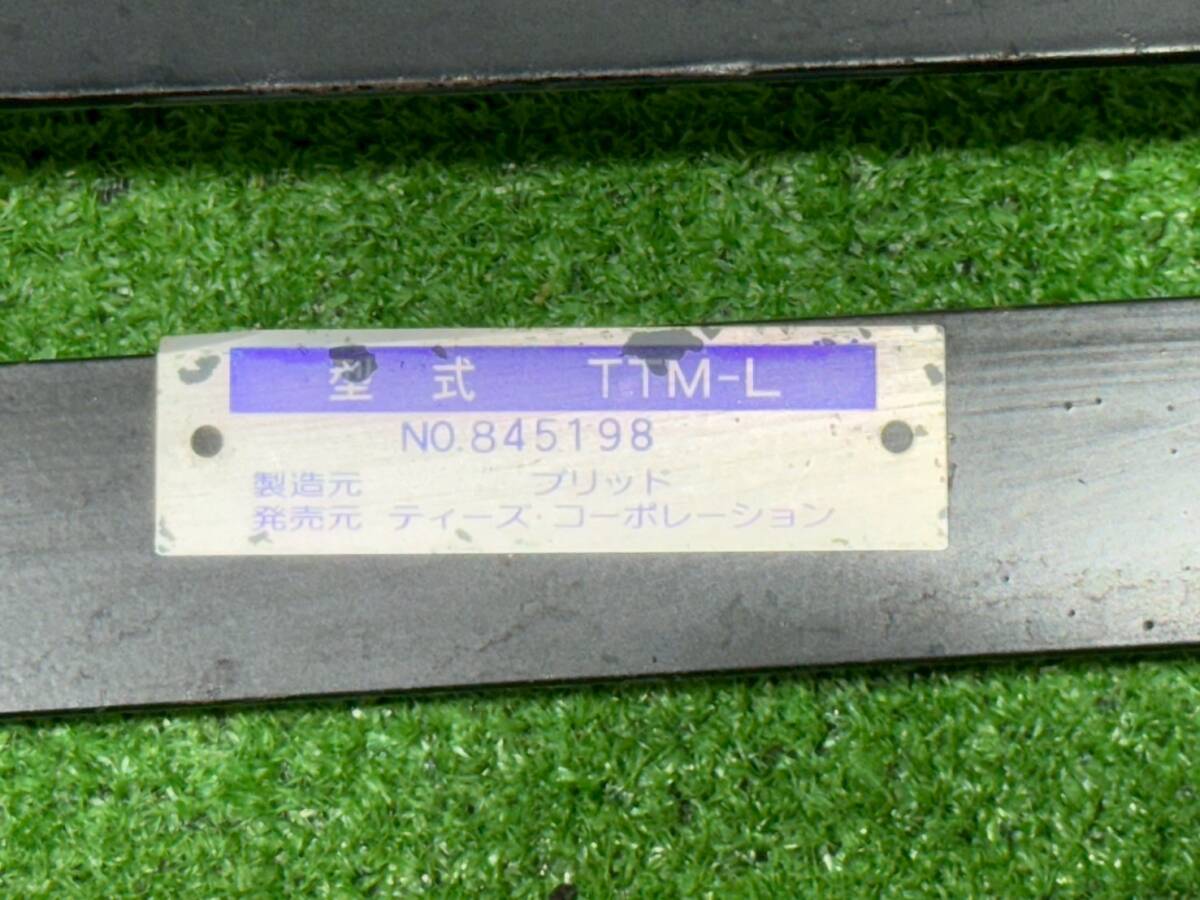 型式 T1M-L
NO.845198
製造元 ブリッド
発売元 ティーズ・コーポレーション